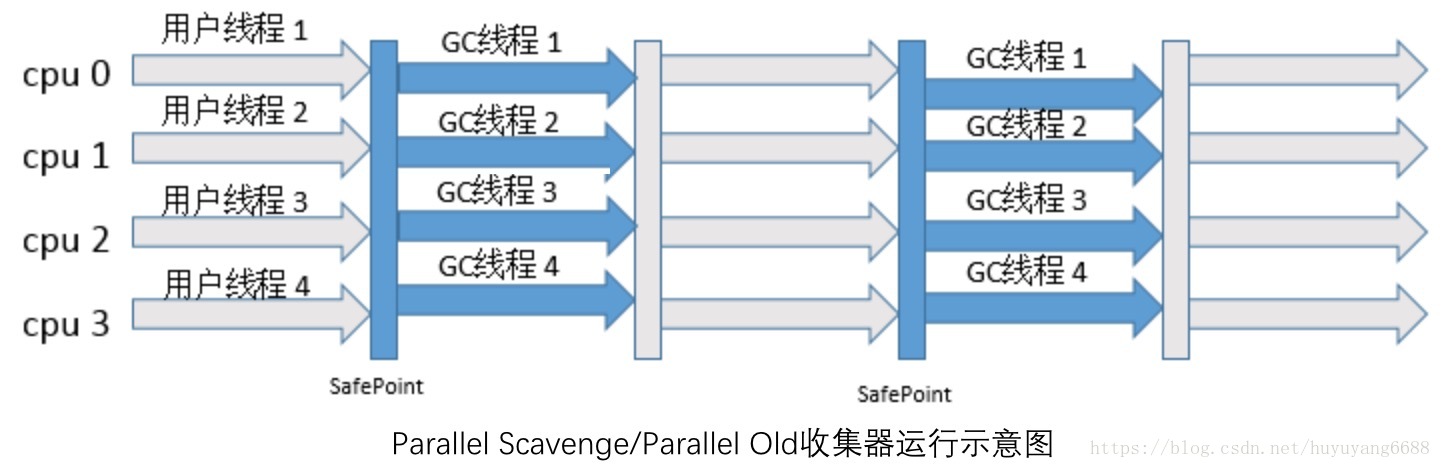 用户线程 1
GC线程 1
GC线程 1
cpu 0
用户线程 2
GC线程 2
GC线程 2
cpu 1
用户线程 3
GC线程 3
GC线程 3
cpu 2
用户线程 4
GC线程 4
GC线程 4
cpu 3
SafePoint
SafePoint
Parallel Scavenge/Parallel Old收集器运行示意图
https://blog.csdn.net/huyuyang6688